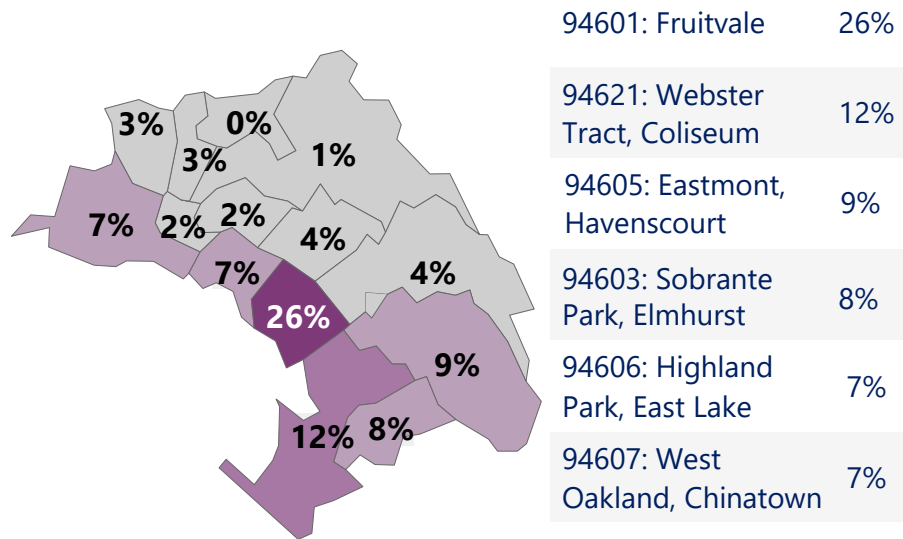 3%
0%
3%
1%
7%
2%
2%
4%
7%
4%
26%
9%
12%
8%
94601: Fruitvale 26%
94621: Webster
Tract, Coliseum 12%
94605: Eastmont,
Havenscourt 9%
94603: Sobrante
Park, Elmhurst 8%
94606: Highland
Park, East Lake 7%
94607: West
Oakland, Chinatown 7%